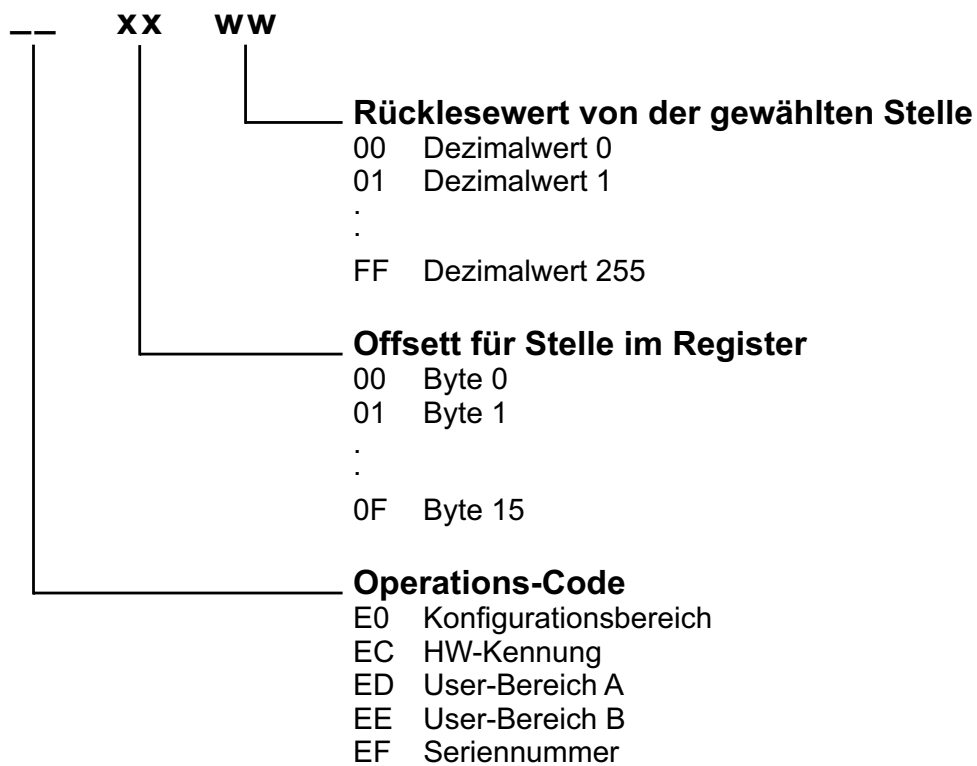 __ xx ww
Rücklesewert von der gewählten Stelle
00 Dezimalwert 0
01 Dezimalwert 1
.
.
FF Dezimalwert 255
Offsett für Stelle im Register
00 Byte 0
01 Byte 1
.
.
0F Byte 15
Operations-Code
E0 Konfigurationsbereich
EC HW-Kennung
ED User-Bereich A
EE User-Bereich B
EF Seriennummer